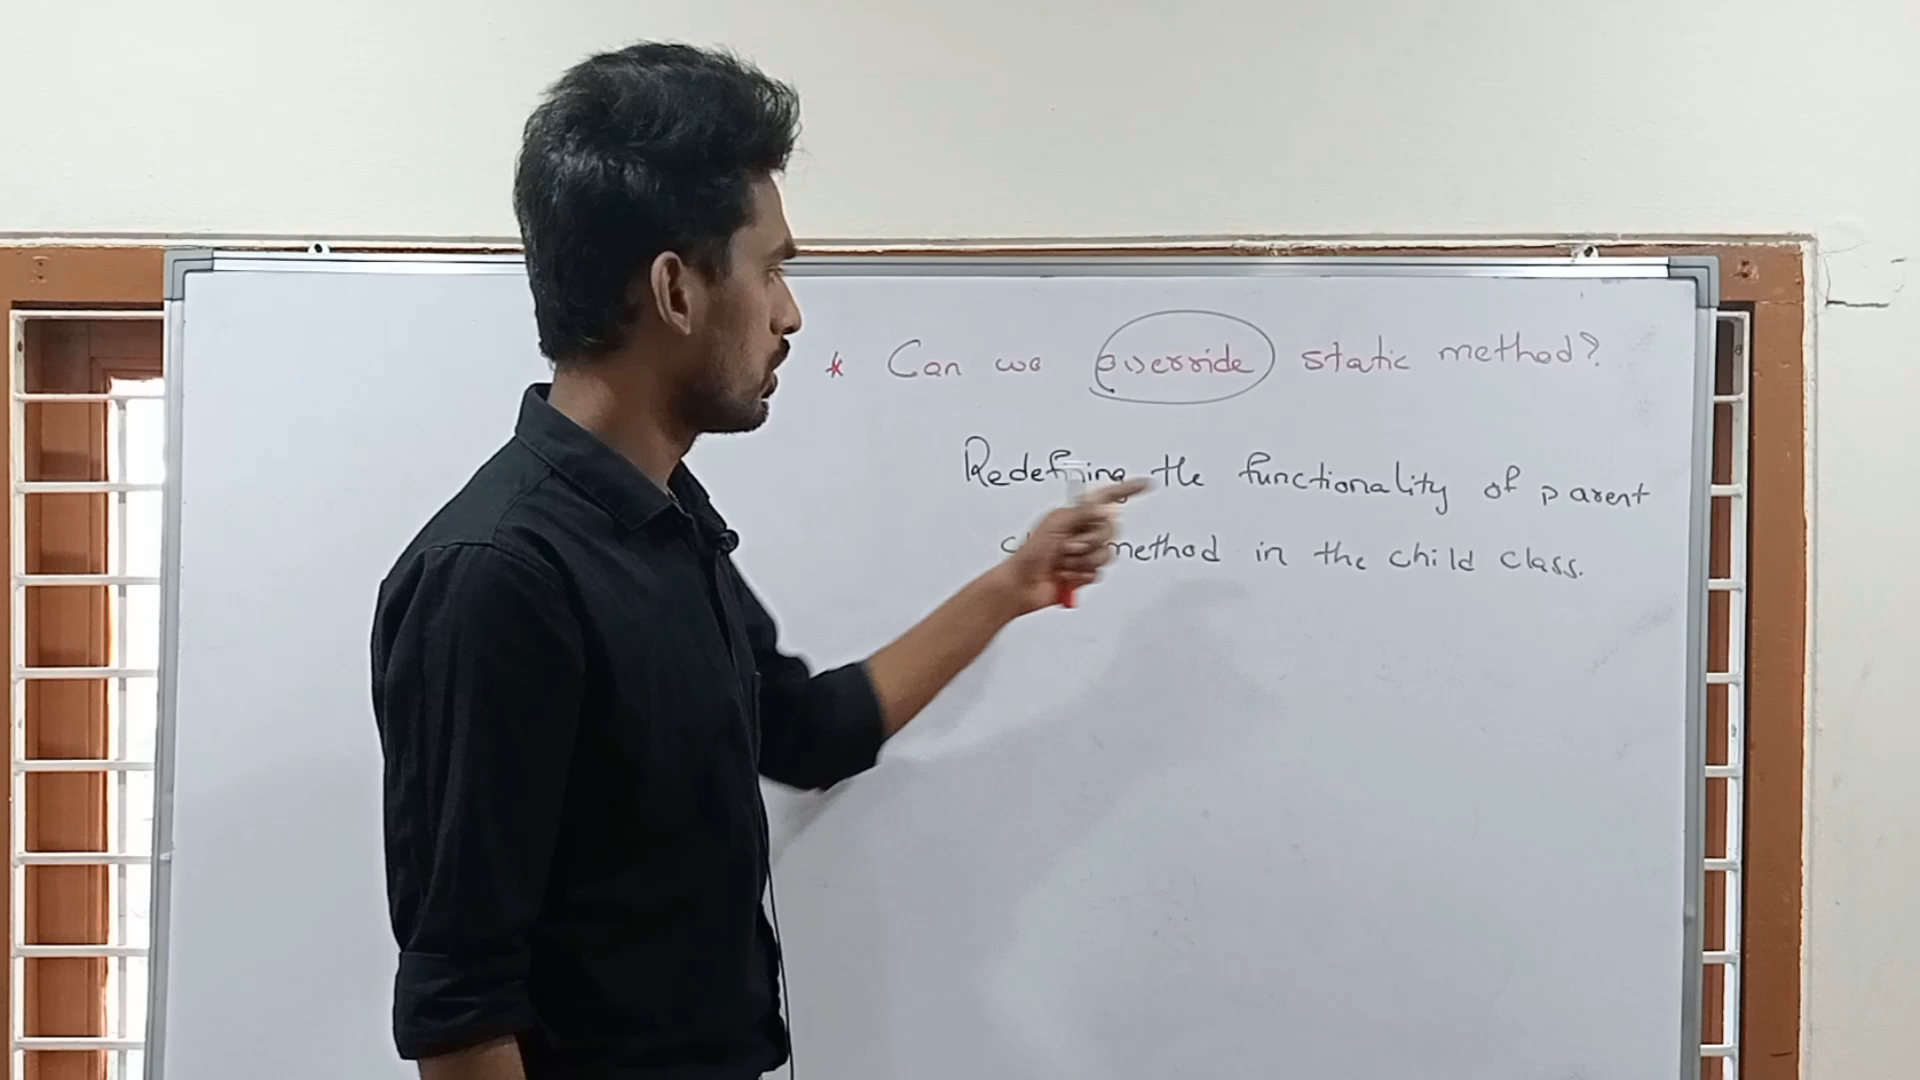 * Can we override static method?
Redefining the functionality of parent
method in the child class.